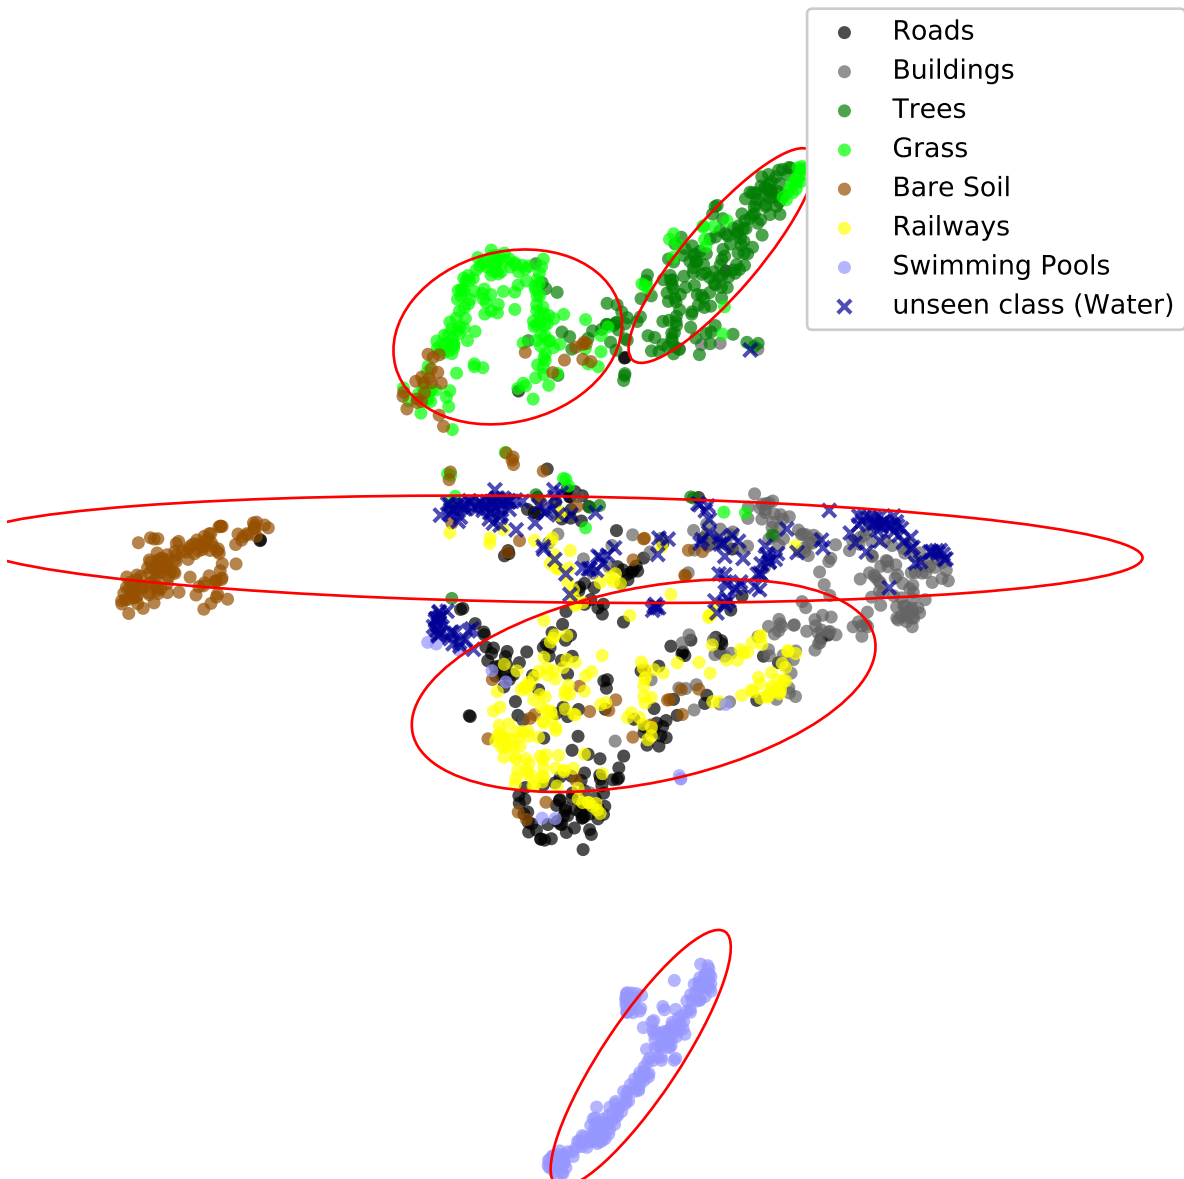 Roads
Buildings
Trees
Grass
Bare Soil
Railways
Swimming Pools
unseen class (Water)